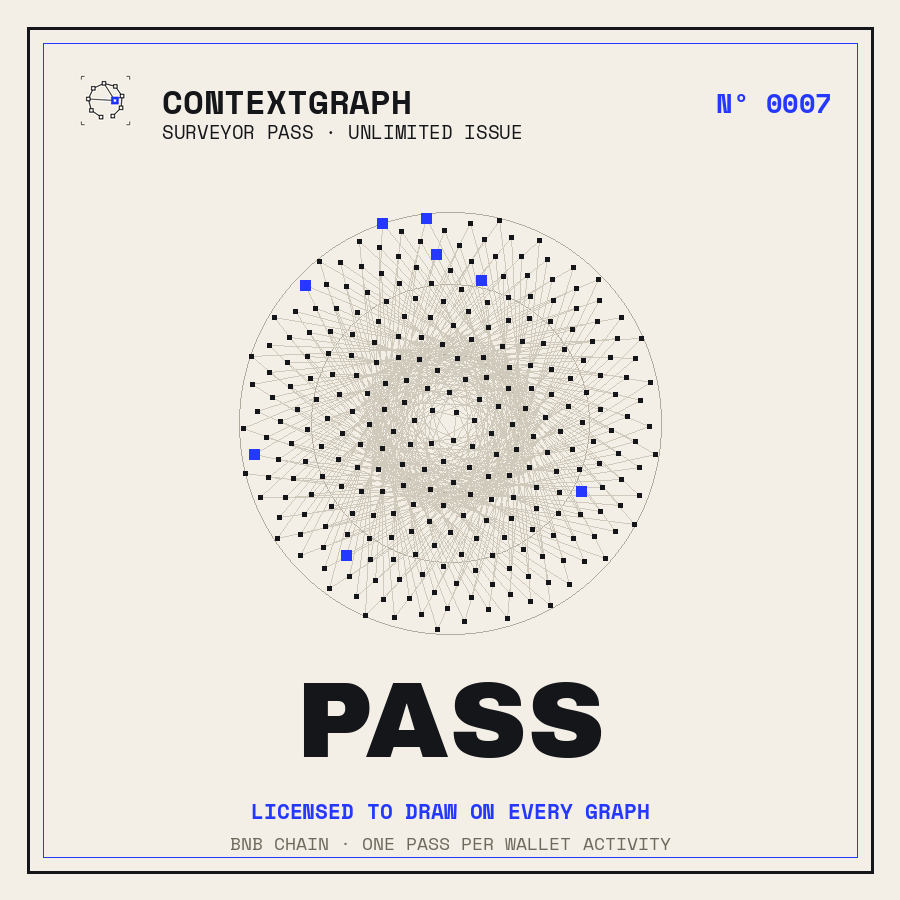 CONTEXTGRAPH
N° 0007
SURVEYOR PASS · UNLIMITED ISSUE
PASS
LICENSED TO DRAW ON EVERY GRAPH
BNB CHAIN · ONE PASS PER WALLET ACTIVITY